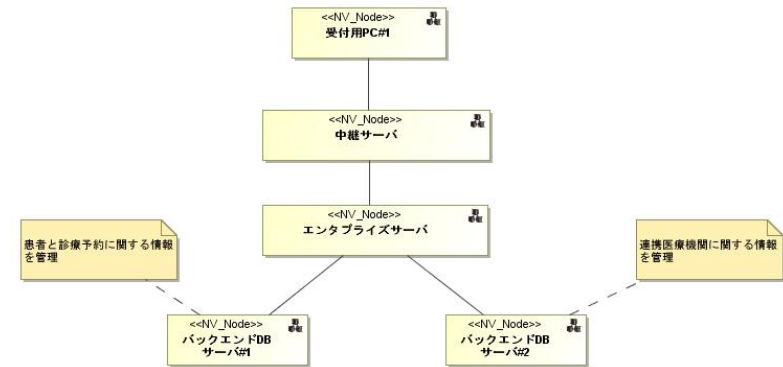 <<NV_Node>>
受付用PC#1
<<NV_Node>>
中継サーバ
<<NV_Node>>
エンタプライズサーバ
患者と診療予約に関する情報
を管理
連携医療機関に関する情報
を管理
<<NV_Node>>
バックエンドDB
サーバ#1
<<NV_Node>>
バックエンドDB
サーバ#2